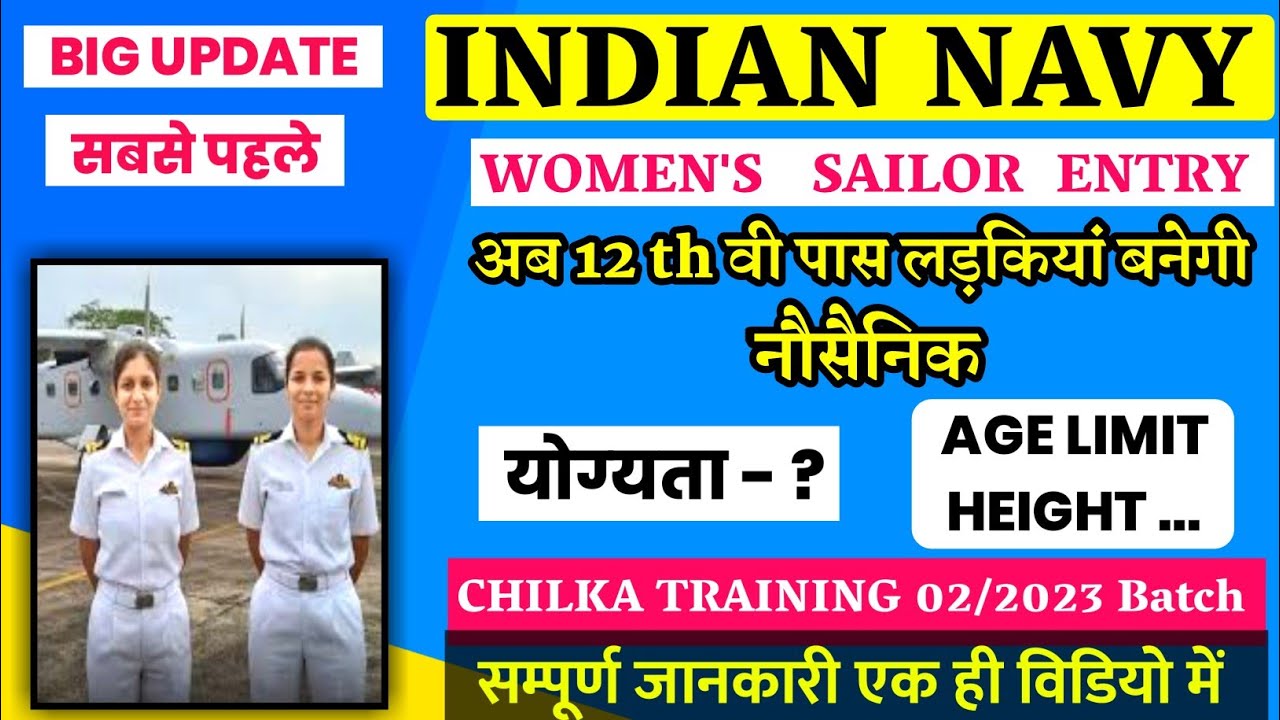 BIG UPDATE
सबसे पहले
INDIAN NAVY
WOMEN'S SAILOR ENTRY
अब 12 th वी पास लड़कियां बनेगी
नौसैनिक
योग्यता - ?
AGE LIMIT
HEIGHT ...
CHILKA TRAINING 02/2023 Batch
सम्पूर्ण जानकारी एक ही विडियो में